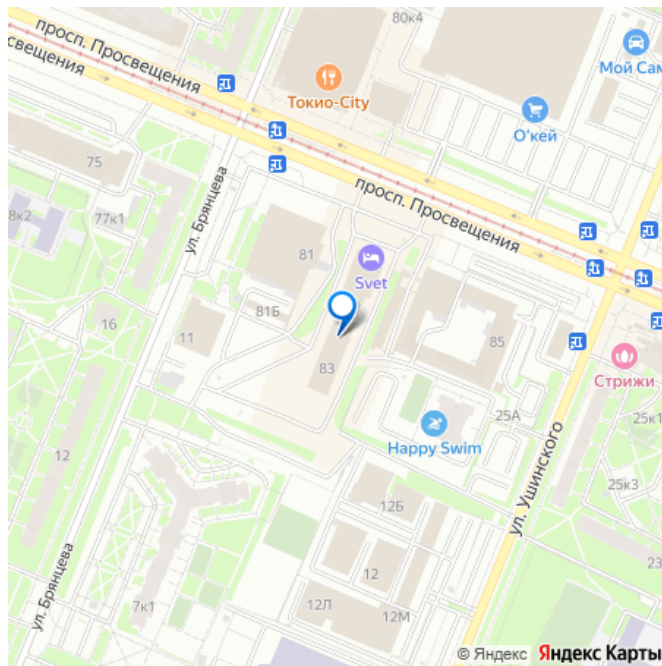 80к4
просп. Просвещения
свещения
Токио-City
Мой Сам
О'кей
75
ул. Брянцева
просп. Просвещения
8к2
77к1
81
Svet
81Б
16
11
83
85
Стрижи
25А
25к1
Happy Swim
ул. Ушинского
12
12Б
25к3
ул. Брянцева
12
23
7к1
12Л
12М
© Яндекс Яндекс Карты